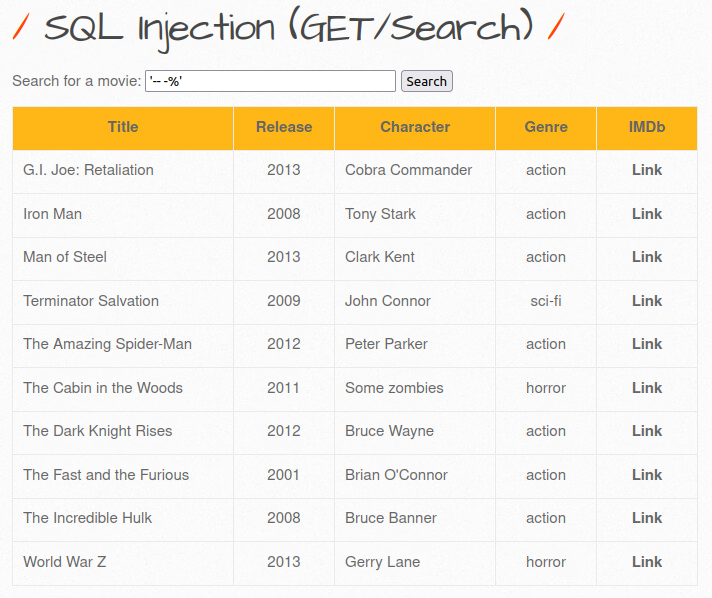 / SQL Injection (GET/Search) /
Search for a movie: '-- -%' Search
Title Release Character Genre IMDb
G.I. Joe: Retaliation 2013 Cobra Commander action Link
Iron Man 2008 Tony Stark action Link
Man of Steel 2013 Clark Kent action Link
Terminator Salvation 2009 John Connor sci-fi Link
The Amazing Spider-Man 2012 Peter Parker action Link
The Cabin in the Woods 2011 Some zombies horror Link
The Dark Knight Rises 2012 Bruce Wayne action Link
The Fast and the Furious 2001 Brian O'Connor action Link
The Incredible Hulk 2008 Bruce Banner action Link
World War Z 2013 Gerry Lane horror Link